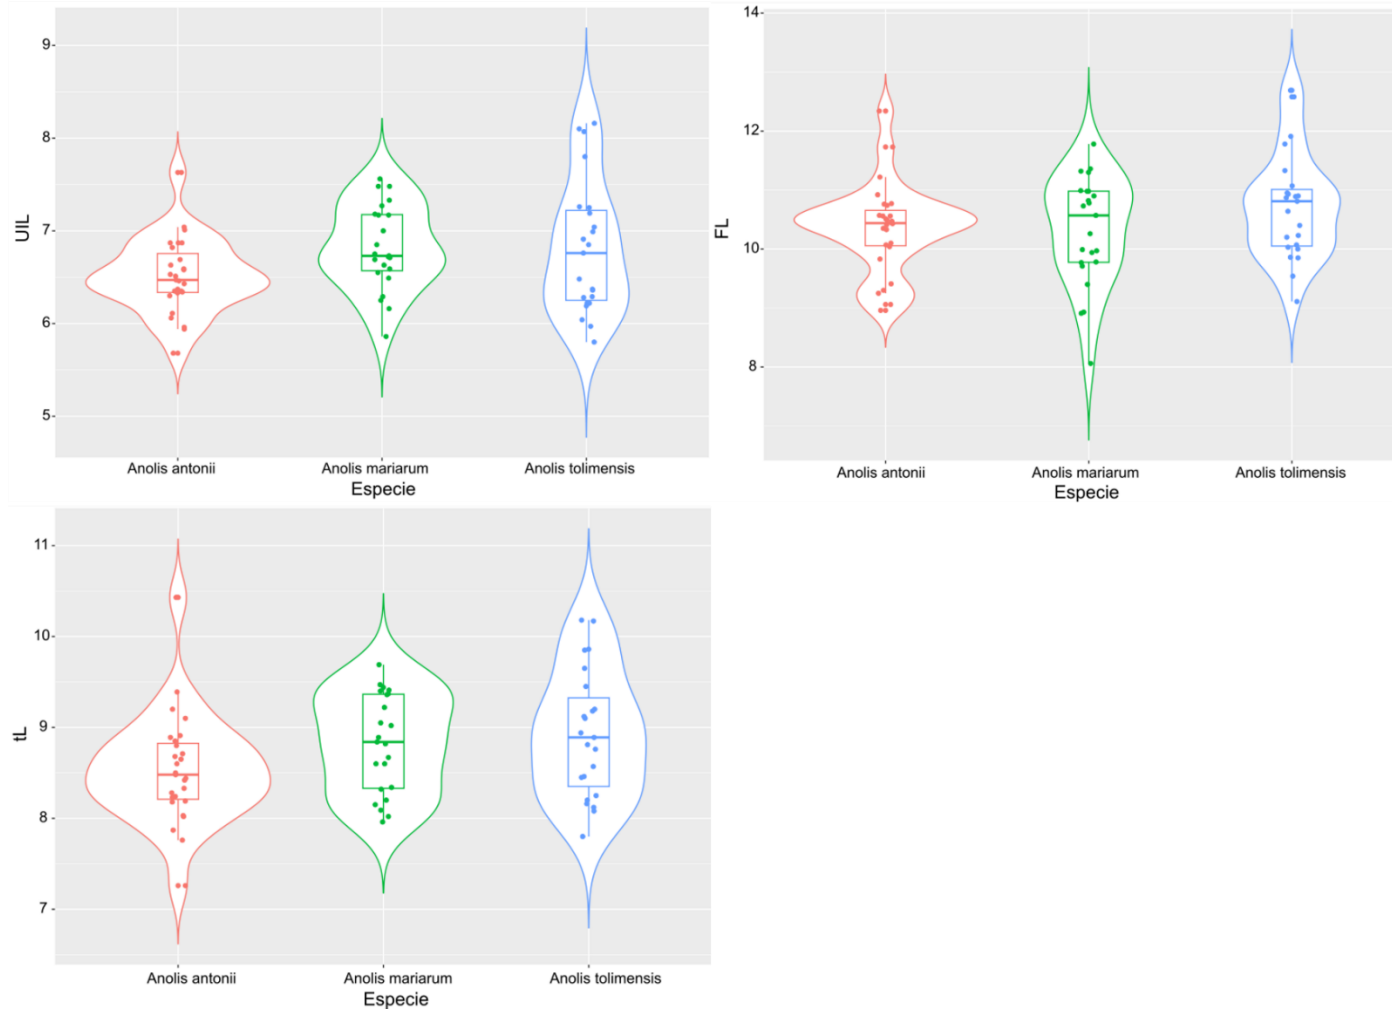 9
8
7
6
5
UIL
Anolis antonii
Anolis mariarum
Anolis tolimensis
Especie
14
12
10
8
FL
Anolis antonii
Anolis mariarum
Anolis tolimensis
Especie
11
10
9
8
7
tL
Anolis antonii
Anolis mariarum
Anolis tolimensis
Especie